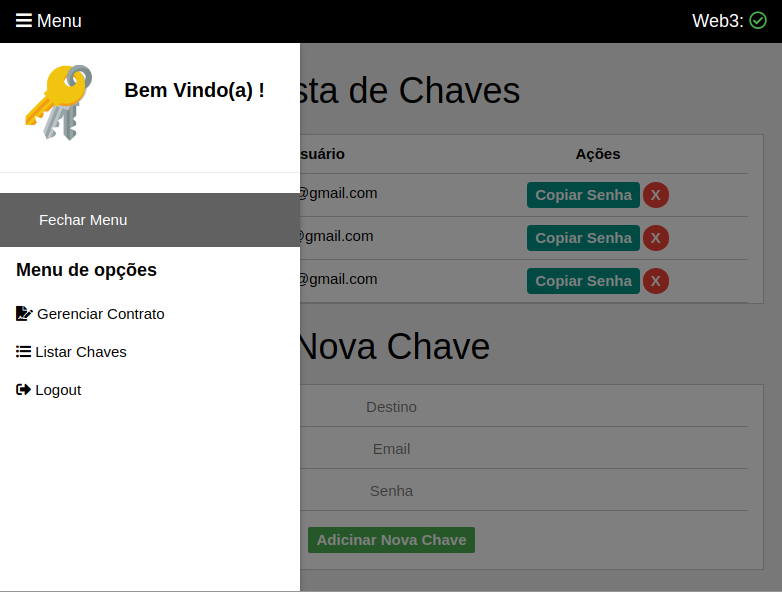 Menu
Web3:
Bem Vindo(a) !
sta de Chaves
suário
Ações
@gmail.com
Copiar Senha
X
Fechar Menu
@gmail.com
Copiar Senha
X
Menu de opções
@gmail.com
Copiar Senha
X
Gerenciar Contrato
Nova Chave
Listar Chaves
Logout
Destino
Email
Senha
Adicinar Nova Chave